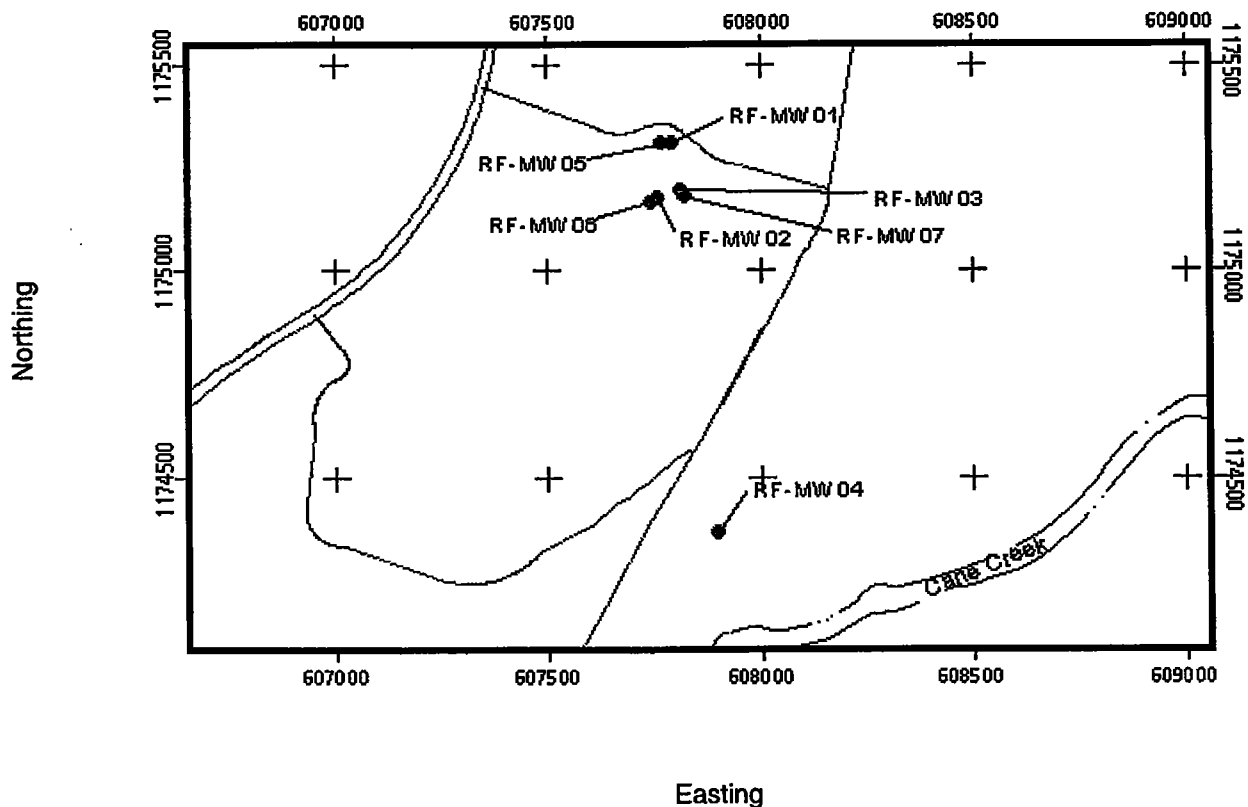 607000 607500 608000 608500 609000
1175500 1175500
RF-MW 01
RF-MW 05
RF-MW 03
RF-MW 06
RF-MW 02
RF-MW 07
1175000 1175000
Northing
1174500 1174500
RF-MW 04
Cane Creek
607000 607500 608000 608500 609000
Easting